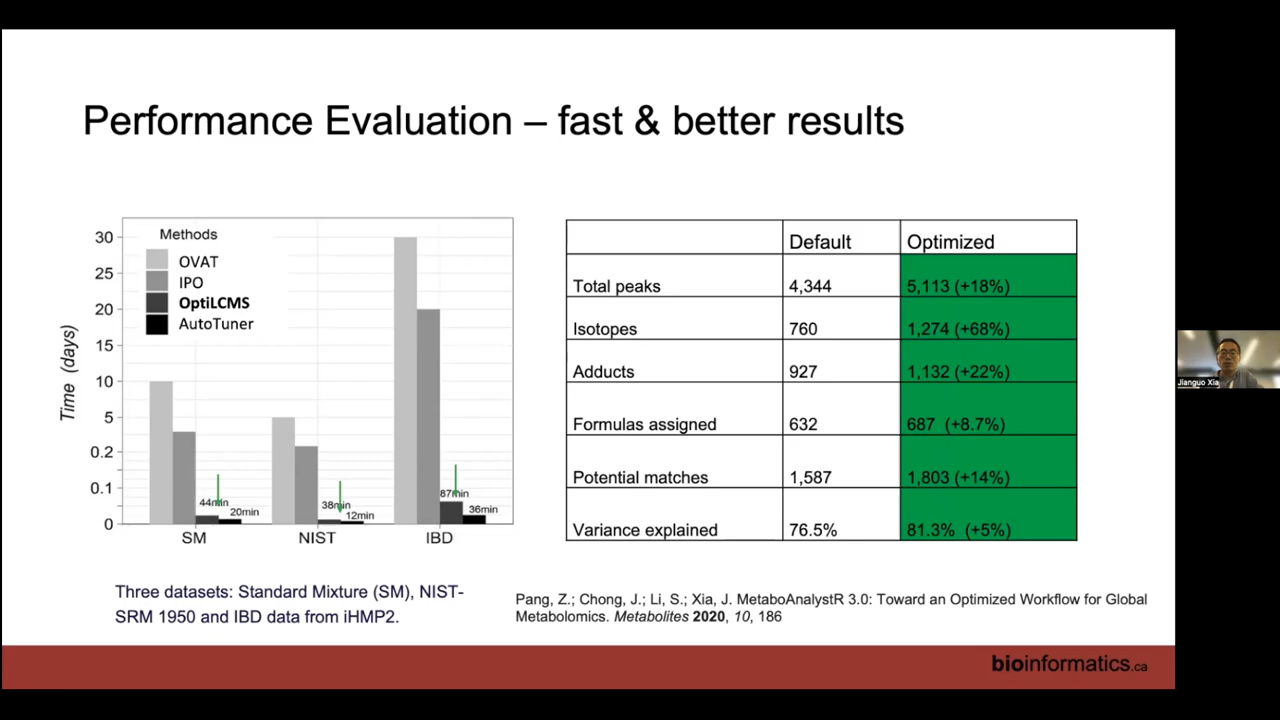 Performance Evaluation – fast & better results
Time (days)
30
25
20
15
10
5
0.2
0.1
0
Methods
OVAT
IPO
OptiLCMS
AutoTuner
44min
20min
38min
12min
87min
36min
SM
NIST
IBD
Default
Optimized
Total peaks
4,344
5,113 (+18%)
Isotopes
760
1,274 (+68%)
Adducts
927
1,132 (+22%)
Formulas assigned
632
687 (+8.7%)
Potential matches
1,587
1,803 (+14%)
Variance explained
76.5%
81.3% (+5%)
Three datasets: Standard Mixture (SM), NIST-
SRM 1950 and IBD data from iHMP2.
Pang, Z.; Chong, J.; Li, S.; Xia, J. MetaboAnalystR 3.0: Toward an Optimized Workflow for Global
Metabolomics. Metabolites 2020, 10, 186
bioinformatics.ca
Jianguo Xia